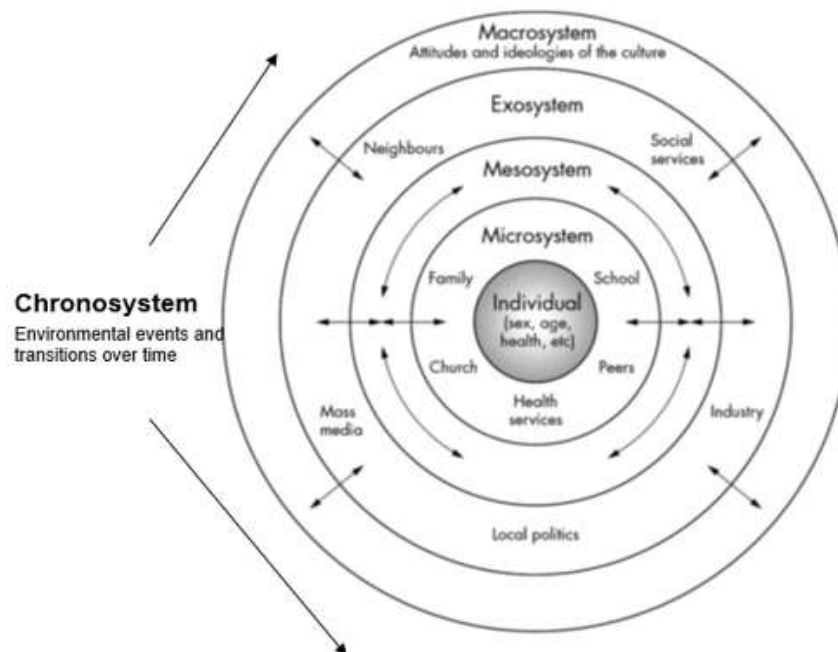 Macrosystem
Attitudes and ideologies of the culture
Exosystem
Neighbours
Social
services
Mesosystem
Microsystem
Family
School
Individual
(sex, age,
health, etc)
Church
Peers
Health
services
Mass
media
Industry
Local politics
Chronosystem
Environmental events and
transitions over time